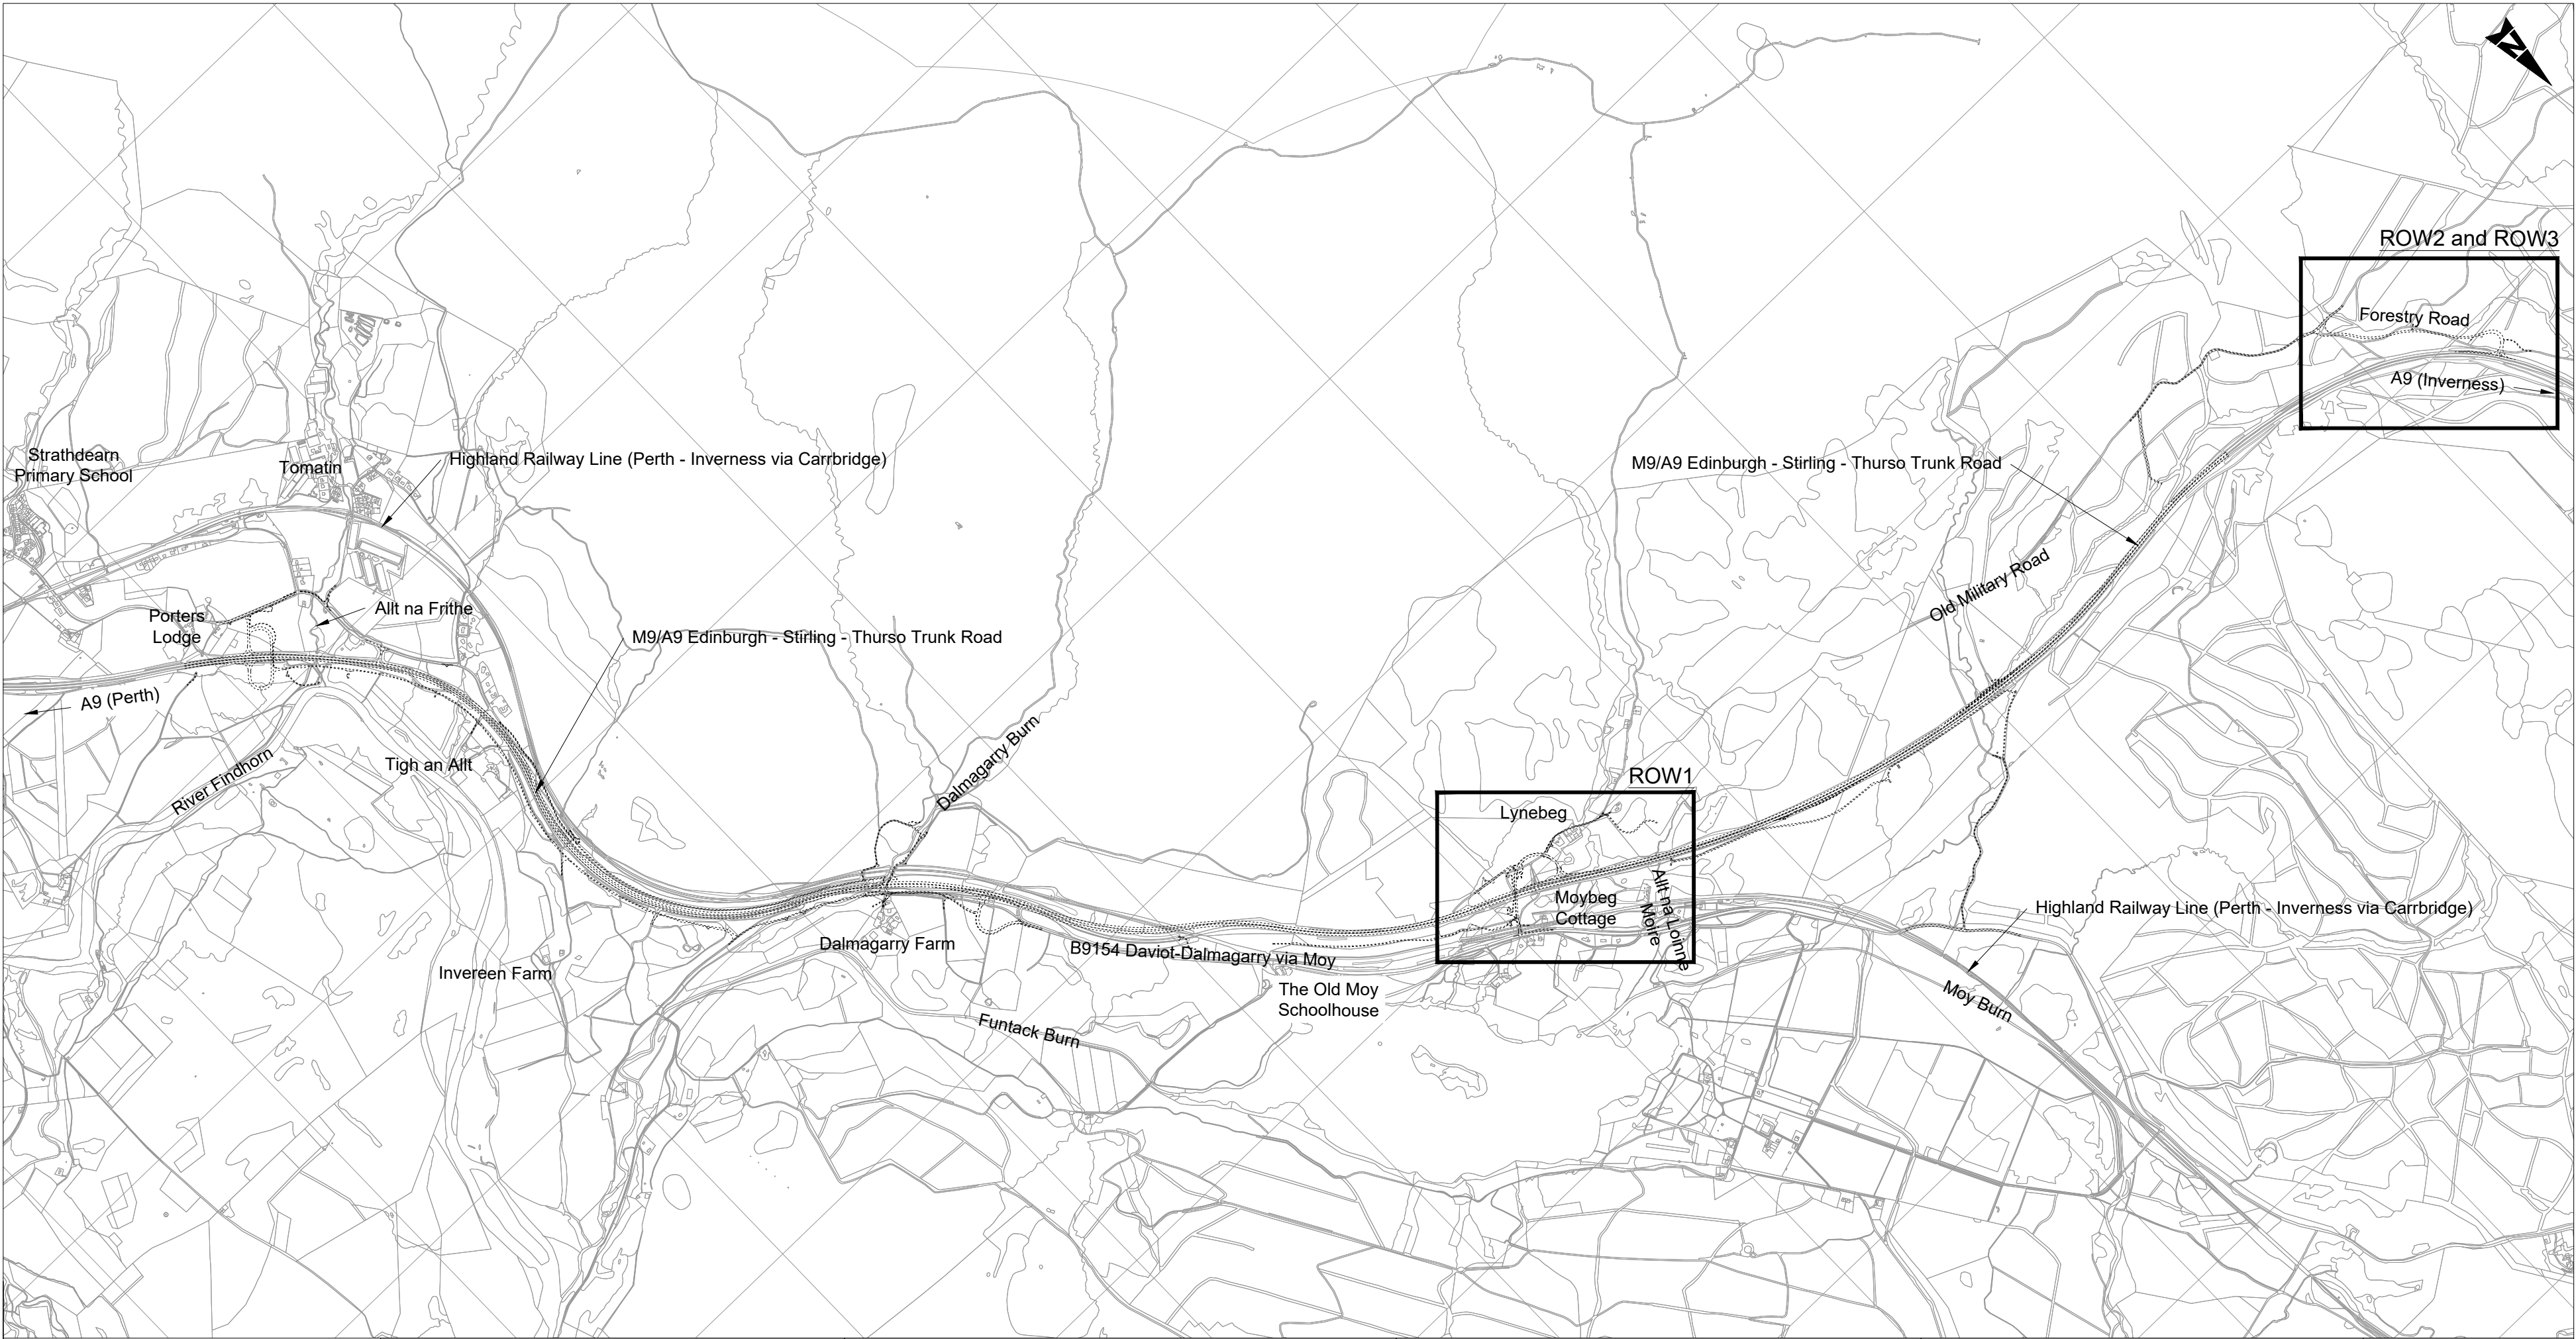 N
ROW2 and ROW3
Forestry Road
A9 (Inverness)
Strathdearn
Primary School
Tomatin
Highland Railway Line (Perth - Inverness via Carrbridge)
M9/A9 Edinburgh - Stirling - Thurso Trunk Road
Old Military Road
Porters
Lodge
Allt na Frithe
M9/A9 Edinburgh - Stirling - Thurso Trunk Road
A9 (Perth)
River Findhorn
Tigh an Allt
Dalmagarry Burn
ROW1
Lynebeg
Moybeg
Cottage
Allt na Loinne
Moire
Highland Railway Line (Perth - Inverness via Carrbridge)
Dalmagarry Farm
B9154 Daviot-Dalmagarry via Moy
Invereen Farm
The Old Moy
Schoolhouse
Moy Burn
Funtack Burn